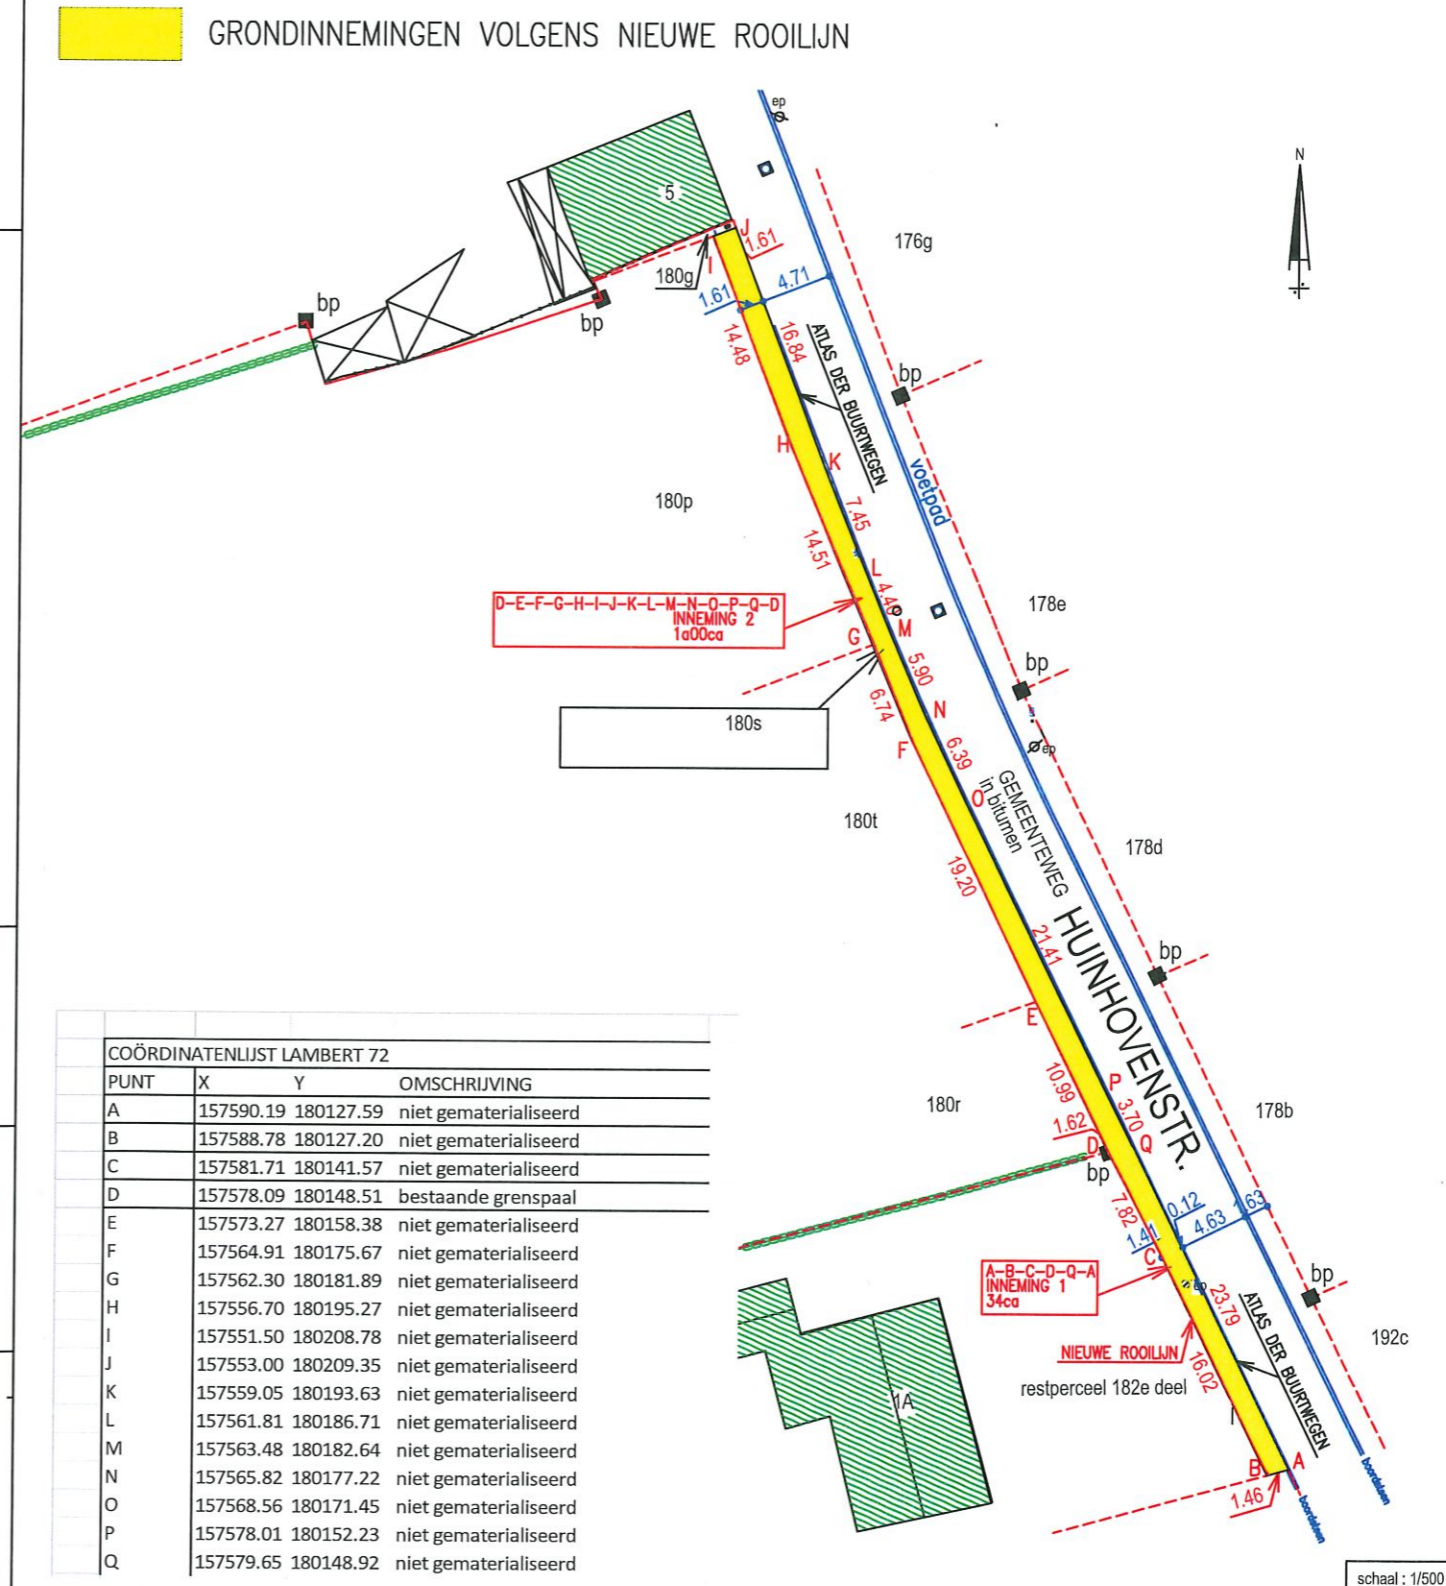 GRONDINNEMINGEN VOLGENS NIEUWE ROOILIJN
ep
N
5
J
1.61
176g
180g
I
4.71
1.61
bp
bp
14.48
16.84
ATLAS DER BUURTWEGEN
bp
H
K
voetpad
180p
7.45
14.51
L
4.40
178e
D-E-F-G-H-I-J-K-L-M-N-O-P-Q-D
INNEMING 2
1a00ca
G
M
5.90
bp
6.74
180s
N
F
6.39
ep
O
GEMEENTEWEG
in bitumen
180t
178d
19.20
HUINHOVENSTR.
21.41
bp
E
COÖRDINATENLIJST LAMBERT 72
PUNT X Y OMSCHRIJVING
A 157590.19 180127.59 niet gematerialiseerd
B 157588.78 180127.20 niet gematerialiseerd
C 157581.71 180141.57 niet gematerialiseerd
D 157578.09 180148.51 bestaande grenspaal
E 157573.27 180158.38 niet gematerialiseerd
F 157564.91 180175.67 niet gematerialiseerd
G 157562.30 180181.89 niet gematerialiseerd
H 157556.70 180195.27 niet gematerialiseerd
I 157551.50 180208.78 niet gematerialiseerd
J 157553.00 180209.35 niet gematerialiseerd
K 157559.05 180193.63 niet gematerialiseerd
L 157561.81 180186.71 niet gematerialiseerd
M 157563.48 180182.64 niet gematerialiseerd
N 157565.82 180177.22 niet gematerialiseerd
O 157568.56 180171.45 niet gematerialiseerd
P 157578.01 180152.23 niet gematerialiseerd
Q 157579.65 180148.92 niet gematerialiseerd
10.99
P
180r
178b
3.70
1.62
D
Q
bp
7.82
0.12
1.63
4.63
1.41
C
A-B-C-D-Q-A
INNEMING 1
34ca
ep
bp
23.79
ATLAS DER BUURTWEGEN
192c
NIEUWE ROOILIJN
16.02
restperceel 182e deel
1A
B
A
1.46
boordsteen
boordsteen
schaal : 1/500